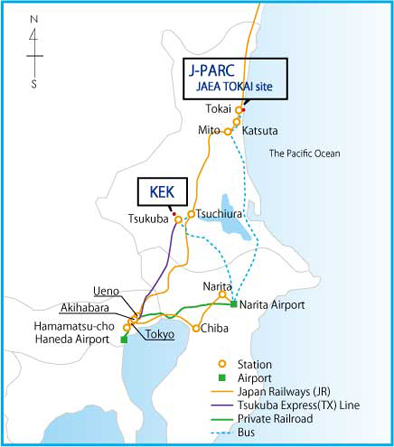 N
S
J-PARC
JAEA TOKAI site
Tokai
Mito
Katsuta
The Pacific Ocean
KEK
Tsukuba
Tsuchiura
Narita
Ueno
Narita Airport
Akihabara
Hamamatsu-cho
Haneda Airport
Tokyo
Chiba
Station
Airport
Japan Railways (JR)
Tsukuba Express(TX) Line
Private Railroad
Bus